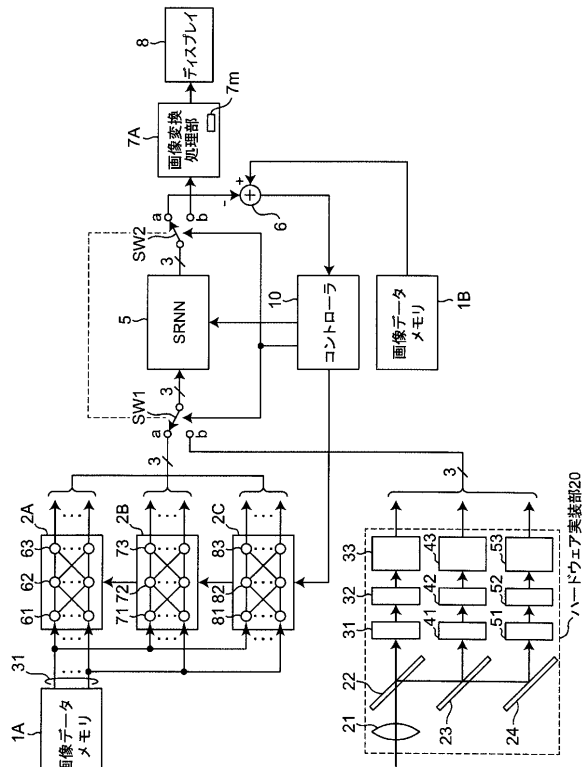 1A
画像データ
メモリ
31
2A
61
62
63
2B
71
72
73
2C
81
82
83
3
SW1
a
b
3
5
SRNN
3
SW2
a
b
7A
画像変換
処理部
7m
8
ディスプレイ
-
+
6
10
コントローラ
1B
画像データ
メモリ
3
ハードウェア実装部20
21
22
23
24
31
32
33
41
42
43
51
52
53